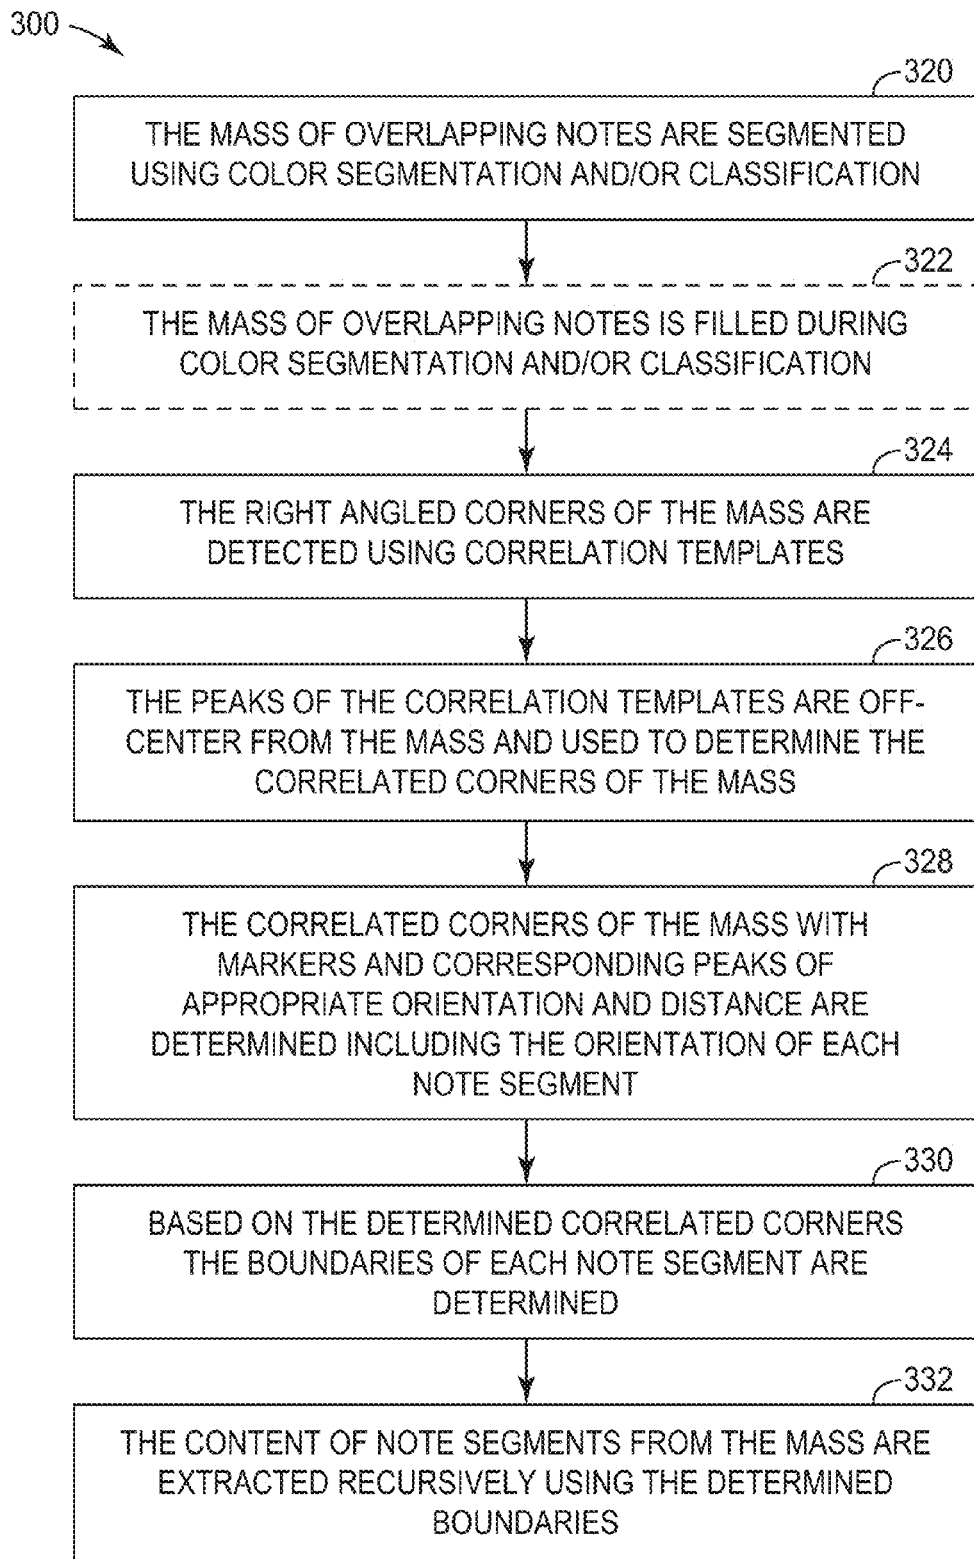 300
320
THE MASS OF OVERLAPPING NOTES ARE SEGMENTED
USING COLOR SEGMENTATION AND/OR CLASSIFICATION
322
THE MASS OF OVERLAPPING NOTES IS FILLED DURING
COLOR SEGMENTATION AND/OR CLASSIFICATION
324
THE RIGHT ANGLED CORNERS OF THE MASS ARE
DETECTED USING CORRELATION TEMPLATES
326
THE PEAKS OF THE CORRELATION TEMPLATES ARE OFF-
CENTER FROM THE MASS AND USED TO DETERMINE THE
CORRELATED CORNERS OF THE MASS
328
THE CORRELATED CORNERS OF THE MASS WITH
MARKERS AND CORRESPONDING PEAKS OF
APPROPRIATE ORIENTATION AND DISTANCE ARE
DETERMINED INCLUDING THE ORIENTATION OF EACH
NOTE SEGMENT
330
BASED ON THE DETERMINED CORRELATED CORNERS
THE BOUNDARIES OF EACH NOTE SEGMENT ARE
DETERMINED
332
THE CONTENT OF NOTE SEGMENTS FROM THE MASS ARE
EXTRACTED RECURSIVELY USING THE DETERMINED
BOUNDARIES